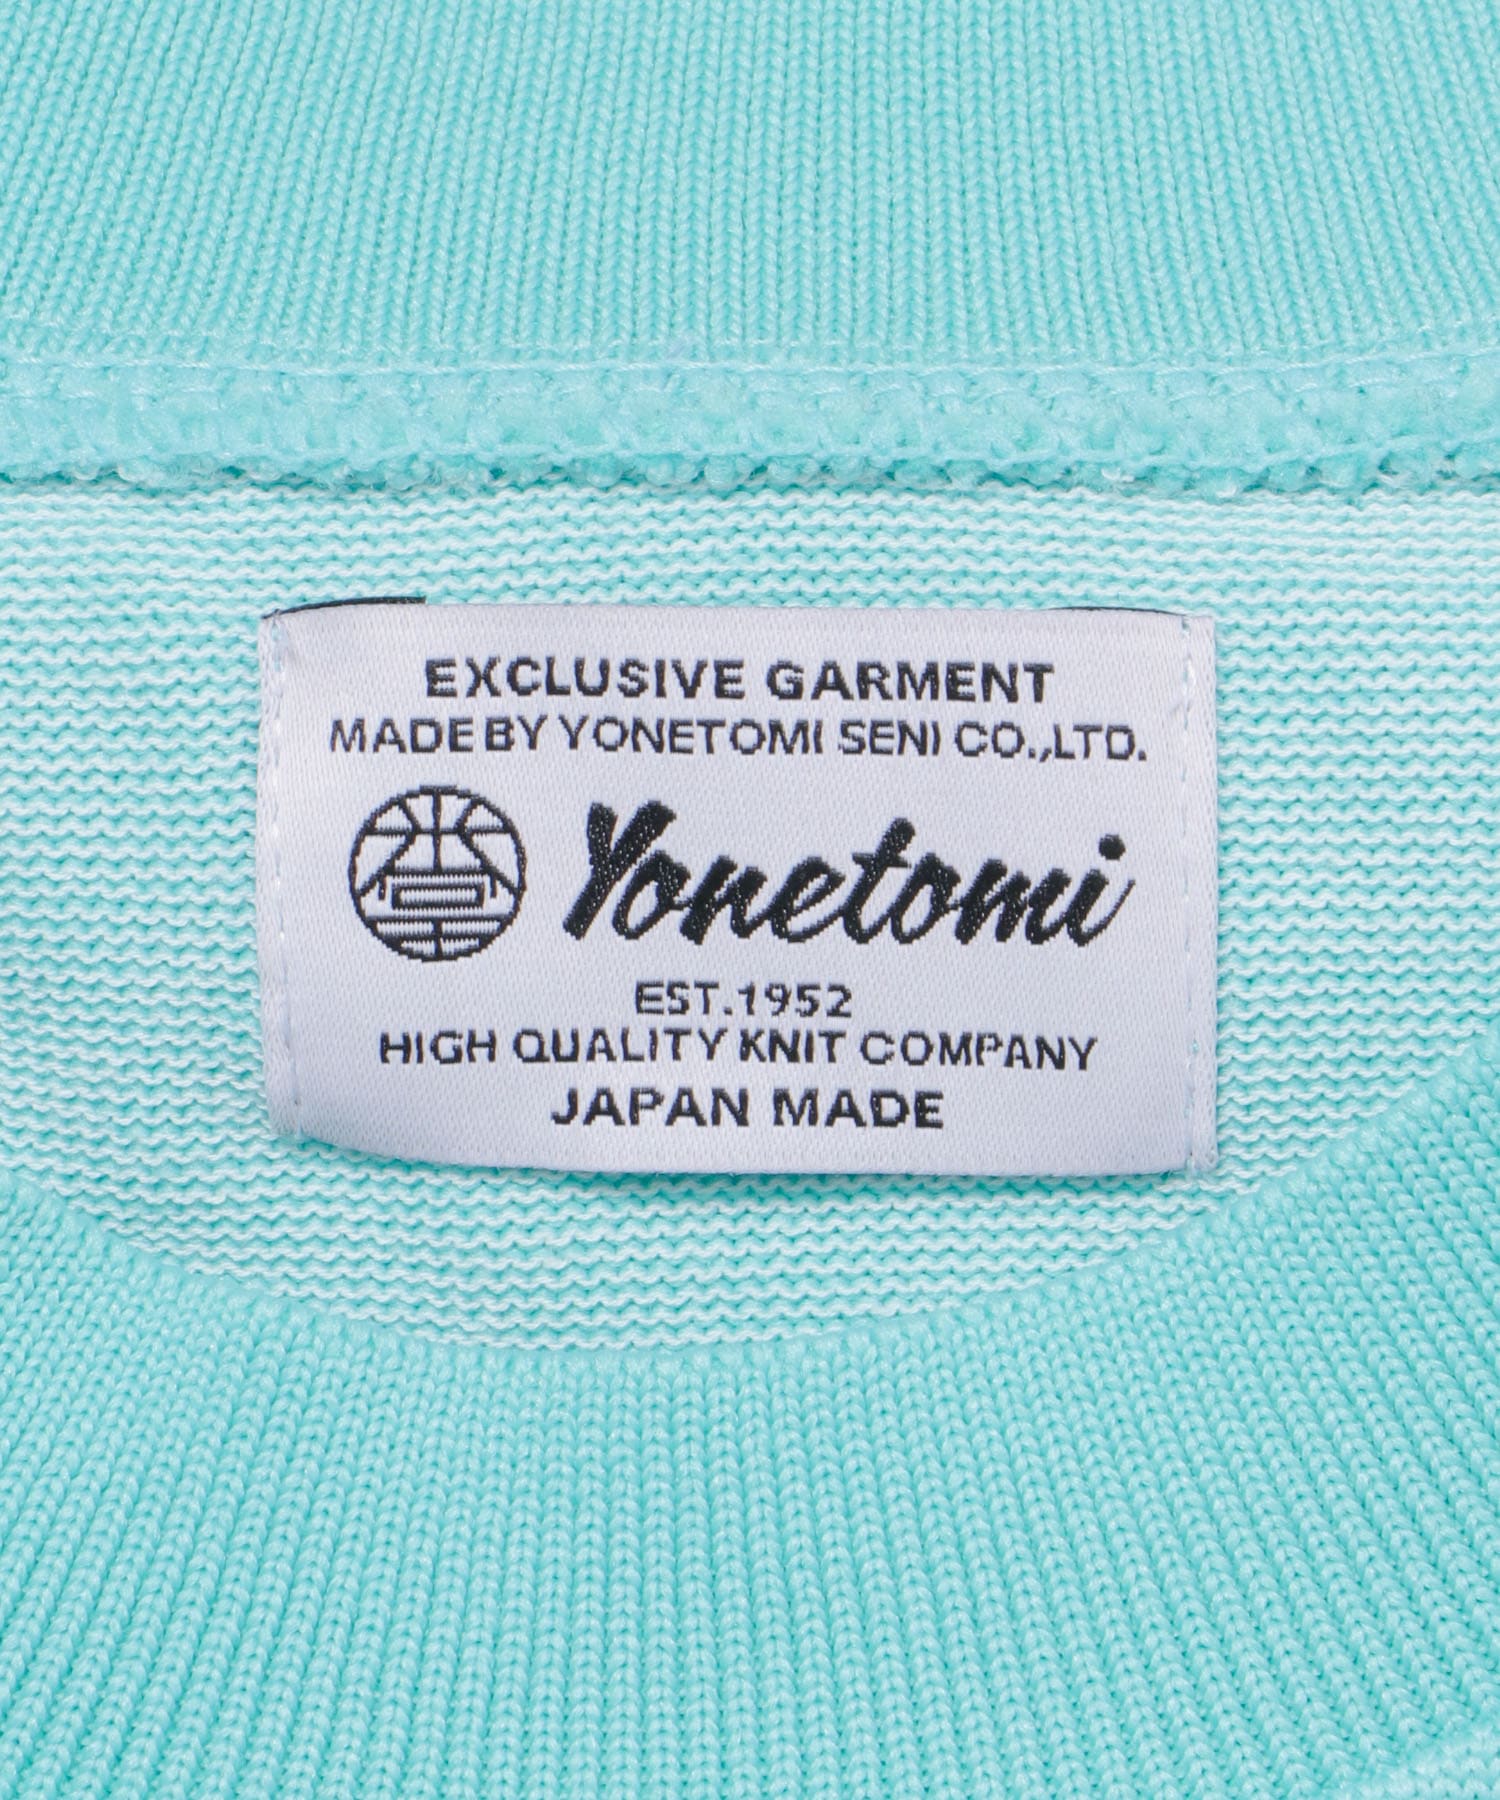 EXCLUSIVE GARMENT
MADE BY YONETOMI SENI CO.,LTD.
Yonetomi
EST.1952
HIGH QUALITY KNIT COMPANY
JAPAN MADE